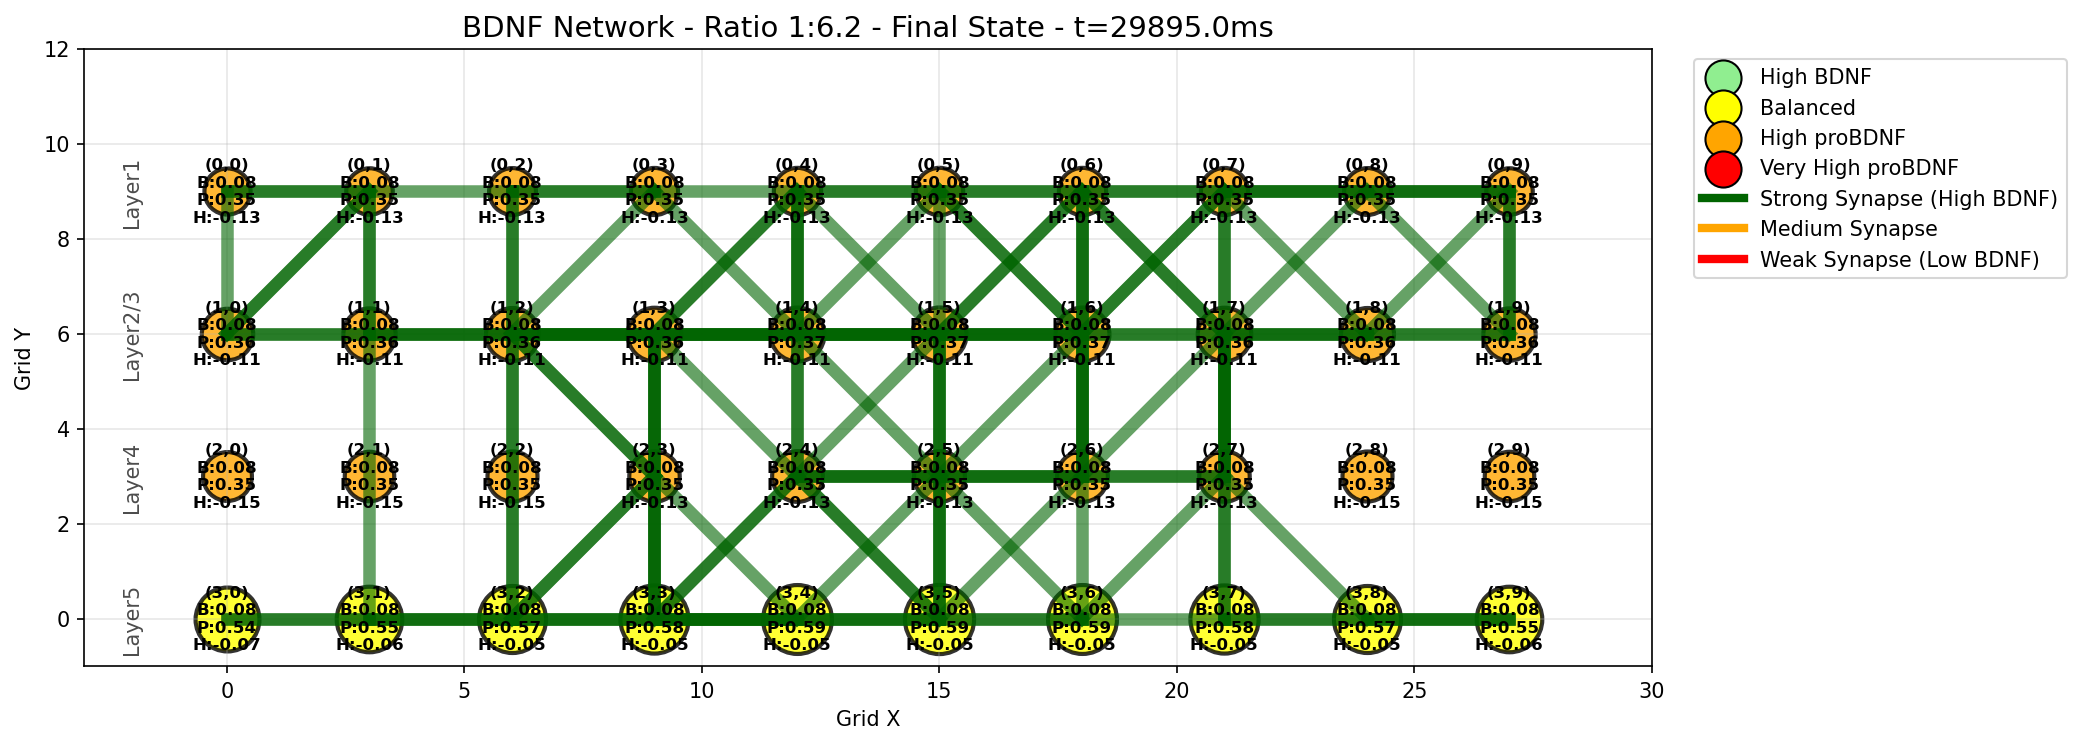 BDNF Network - Ratio 1:6.2 - Final State - t=29895.0ms
12
10
8
6
4
2
0
Grid Y
Layer1
Layer2/3
Layer4
Layer5
(0,0) (0,1) (0,2) (0,3) (0,4) (0,5) (0,6) (0,7) (0,8) (0,9)
B:0.08 B:0.08 B:0.08 B:0.08 B:0.08 B:0.08 B:0.08 B:0.08 B:0.08 B:0.08
P:0.35 P:0.35 P:0.35 P:0.35 P:0.35 P:0.35 P:0.35 P:0.35 P:0.35 P:0.35
H:-0.13 H:-0.13 H:-0.13 H:-0.13 H:-0.13 H:-0.13 H:-0.13 H:-0.13 H:-0.13 H:-0.13
(1,0) (1,1) (1,2) (1,3) (1,4) (1,5) (1,6) (1,7) (1,8) (1,9)
B:0.08 B:0.08 B:0.08 B:0.08 B:0.08 B:0.08 B:0.08 B:0.08 B:0.08 B:0.08
P:0.36 P:0.36 P:0.36 P:0.36 P:0.37 P:0.37 P:0.37 P:0.36 P:0.36 P:0.36
H:-0.11 H:-0.11 H:-0.11 H:-0.11 H:-0.11 H:-0.11 H:-0.11 H:-0.11 H:-0.11 H:-0.11
(2,0) (2,1) (2,2) (2,3) (2,4) (2,5) (2,6) (2,7) (2,8) (2,9)
B:0.08 B:0.08 B:0.08 B:0.08 B:0.08 B:0.08 B:0.08 B:0.08 B:0.08 B:0.08
P:0.35 P:0.35 P:0.35 P:0.35 P:0.35 P:0.35 P:0.35 P:0.35 P:0.35 P:0.35
H:-0.15 H:-0.15 H:-0.15 H:-0.13 H:-0.13 H:-0.13 H:-0.13 H:-0.13 H:-0.15 H:-0.15
(3,0) (3,1) (3,2) (3,3) (3,4) (3,5) (3,6) (3,7) (3,8) (3,9)
B:0.08 B:0.08 B:0.08 B:0.08 B:0.08 B:0.08 B:0.08 B:0.08 B:0.08 B:0.08
P:0.54 P:0.55 P:0.57 P:0.58 P:0.59 P:0.59 P:0.59 P:0.58 P:0.57 P:0.55
H:-0.07 H:-0.06 H:-0.05 H:-0.05 H:-0.05 H:-0.05 H:-0.05 H:-0.05 H:-0.05 H:-0.06
0 5 10 15 20 25 30
Grid X
High BDNF
Balanced
High proBDNF
Very High proBDNF
Strong Synapse (High BDNF)
Medium Synapse
Weak Synapse (Low BDNF)